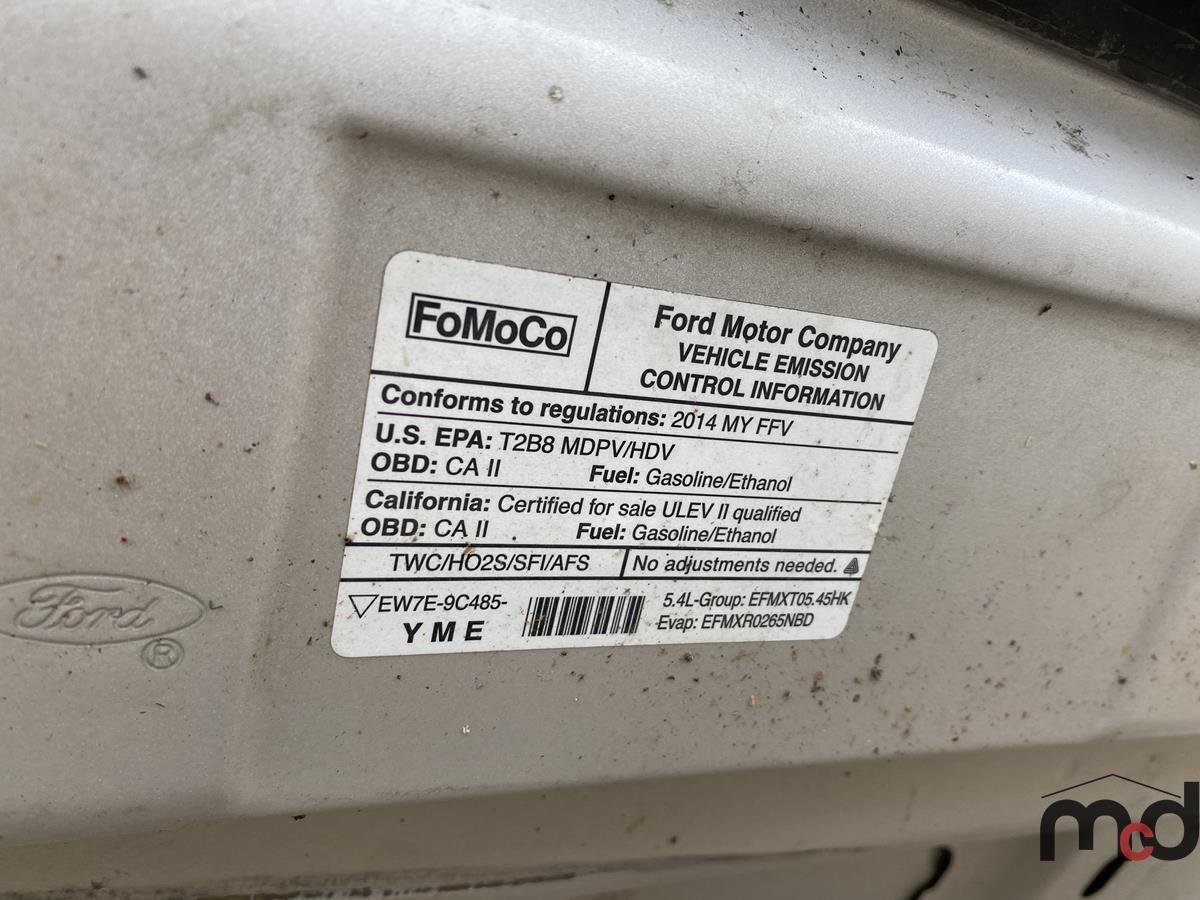 FoMoCo
Ford Motor Company
VEHICLE EMISSION
CONTROL INFORMATION
Conforms to regulations: 2014 MY FFV
U.S. EPA: T2B8 MDPV/HDV
OBD: CA II Fuel: Gasoline/Ethanol
California: Certified for sale ULEV II qualified
OBD: CA II Fuel: Gasoline/Ethanol
TWC/HO2S/SFI/AFS No adjustments needed.
EW7E-9C485-
YME
5.4L-Group: EFMXT05.45HK
Evap: EFMXR0265NBD
Ford
®
mcd